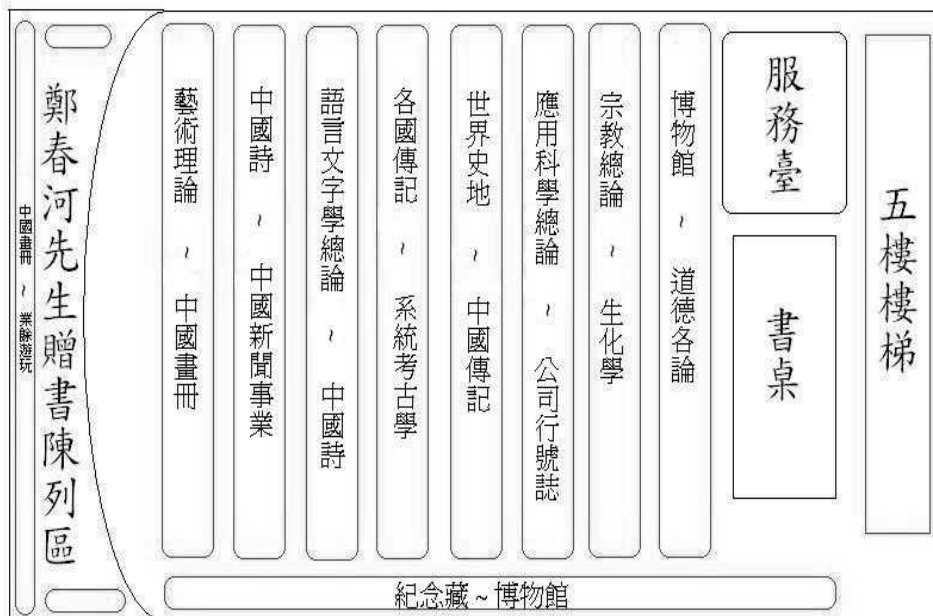 五樓樓梯
服務臺
書桌
博物館 ~ 道德各論
宗教總論 ~ 生化學
應用科學總論 ~ 公司行號誌
世界史地 ~ 中國傳記
各國傳記 ~ 系統考古學
語言文字學總論 ~ 中國詩
中國詩 ~ 中國新聞事業
藝術理論 ~ 中國畫冊
鄭春河先生贈書陳列區
中國畫冊 ~ 業餘遊玩
紀念藏~博物館